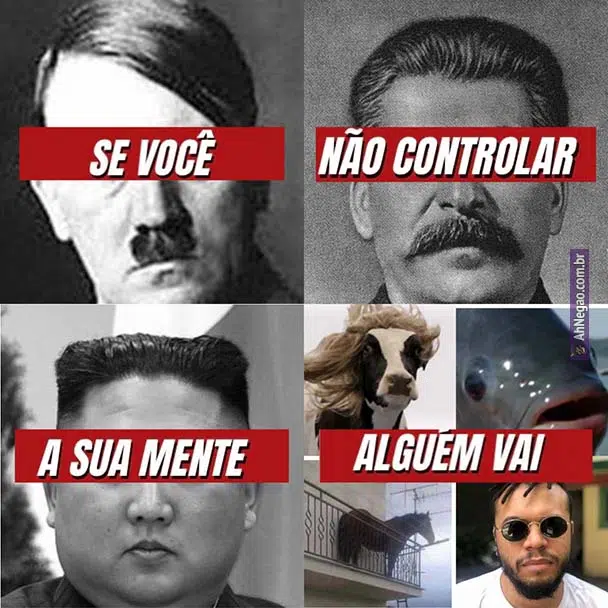 SE VOCÊ
NÃO CONTROLAR
A SUA MENTE
ALGUÉM VAI
AhNegao.com.br